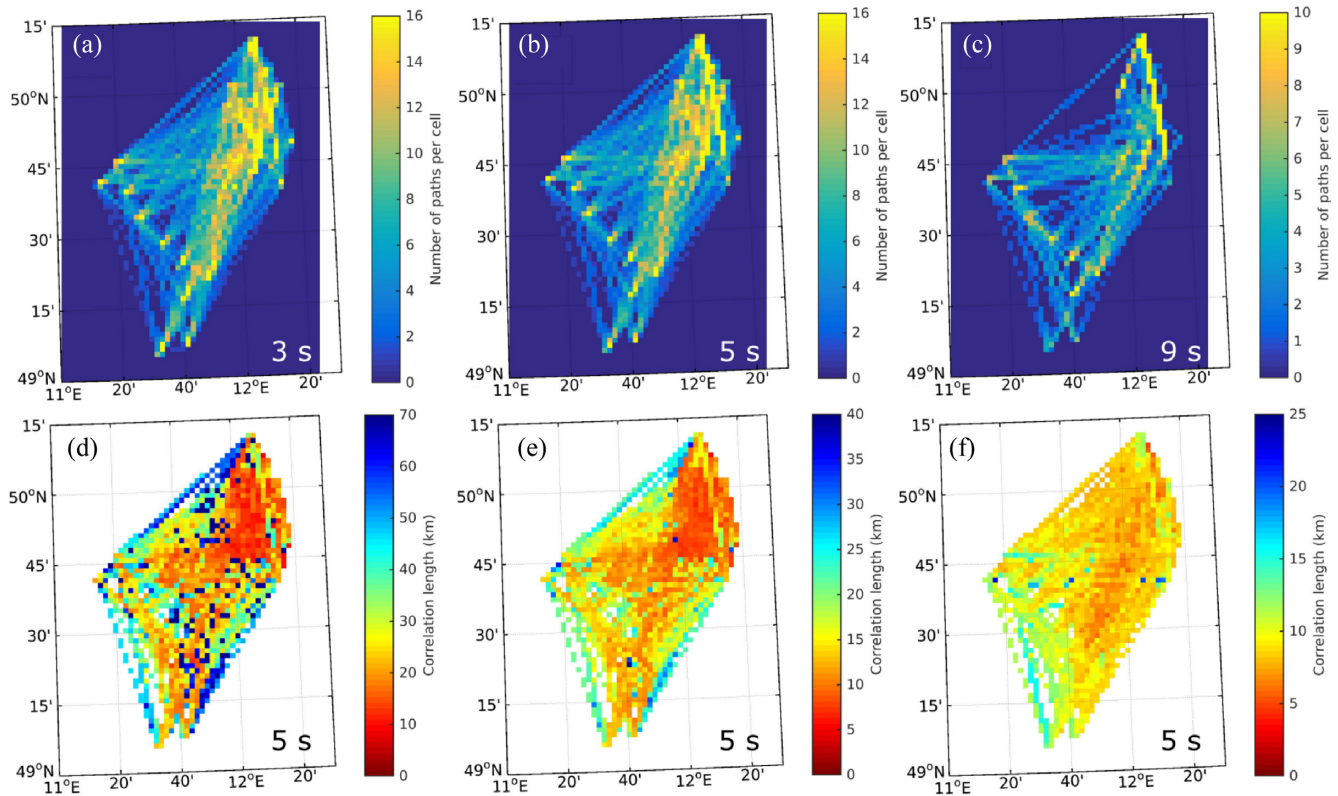 (a)
15'
50°N
45'
30'
15'
49°N
11°E
20'
40'
12°E
20'
3 s
16
14
12
10
8
6
4
2
0
Number of paths per cell
(b)
15'
50°N
45'
30'
15'
49°N
11°E
20'
40'
12°E
20'
5 s
16
14
12
10
8
6
4
2
0
Number of paths per cell
(c)
15'
50°N
45'
30'
15'
49°N
11°E
20'
40'
12°E
20'
9 s
10
9
8
7
6
5
4
3
2
1
0
Number of paths per cell
(d)
15'
50°N
45'
30'
15'
49°N
11°E
20'
40'
12°E
20'
5 s
70
60
50
40
30
20
10
0
Correlation length (km)
(e)
15'
50°N
45'
30'
15'
49°N
11°E
20'
40'
12°E
20'
5 s
40
35
30
25
20
15
10
5
0
Correlation length (km)
(f)
15'
50°N
45'
30'
15'
49°N
11°E
20'
40'
12°E
20'
5 s
25
20
15
10
5
0
Correlation length (km)